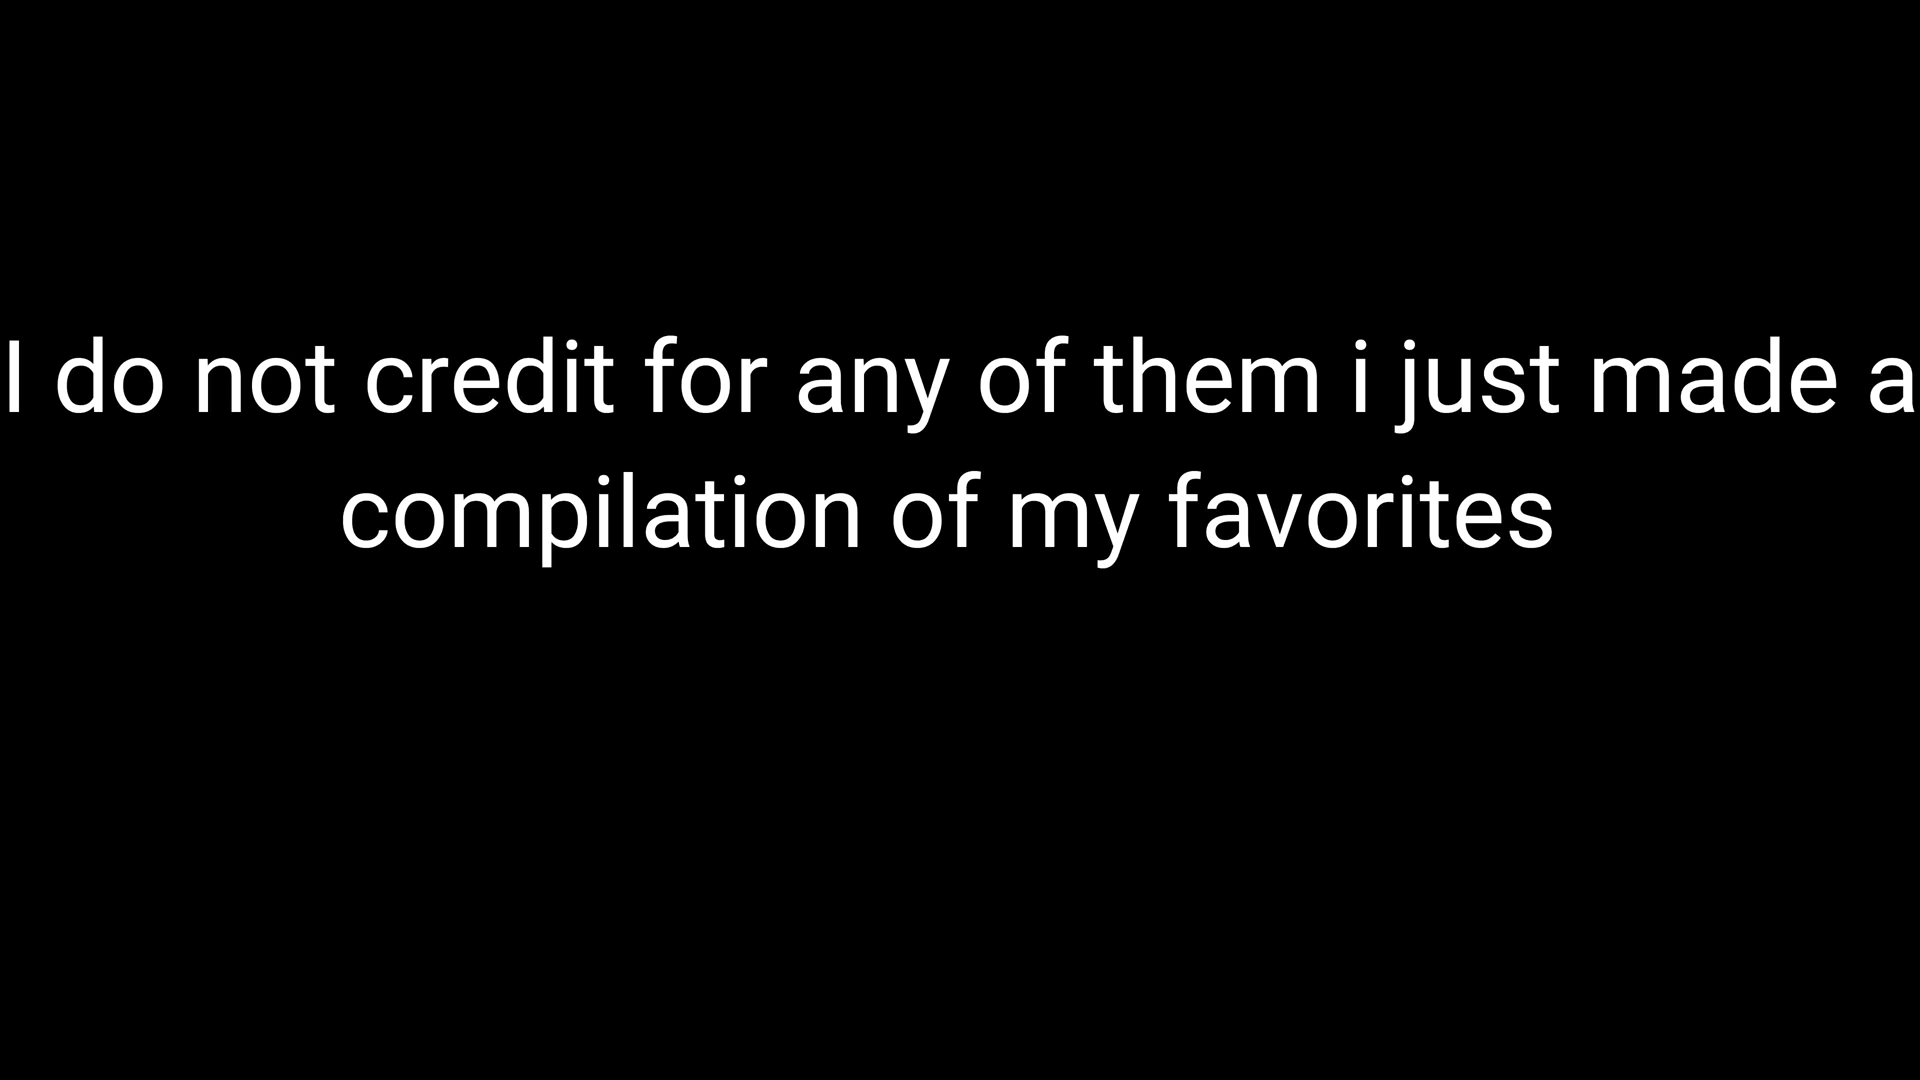 I do not credit for any of them i just made a
compilation of my favorites